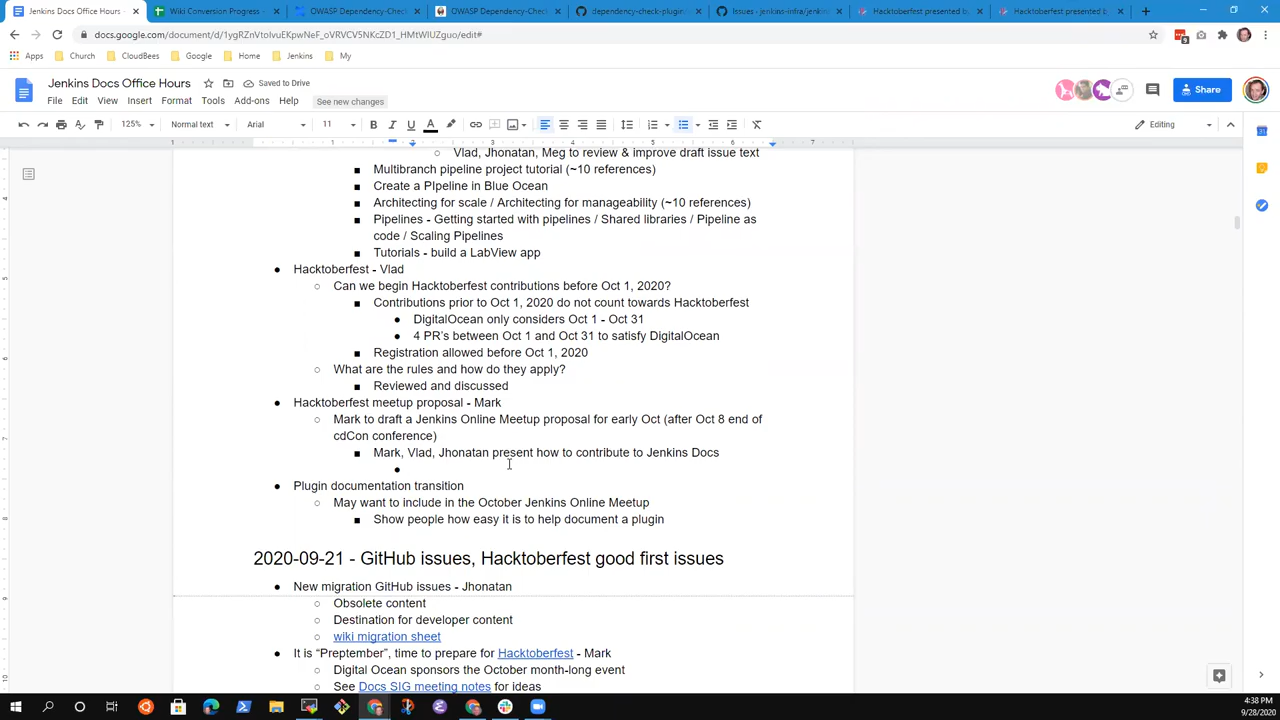 Jenkins Docs Office Hours -
Wiki Conversion Progress -
OWASP Dependency-Check
OWASP Dependency-Chec
dependency-check-plugin
Issues - jenkins-infra/jenkin
Hacktoberfest presented by
Hacktoberfest presented by
docs.google.com/document/d/1ygRZnVtoIvuEKpwNeF_oVRVCV5NKcZD1_HMtWIUZguo/edit#
Apps
Church
CloudBees
Google
Home
Jenkins
My
Jenkins Docs Office Hours
Saved to Drive
File Edit View Insert Format Tools Add-ons Help
See new changes
Share
125%
Normal text
Arial
11
Editing
Vlad, Jhonatan, Meg to review & improve draft issue text
Multibranch pipeline project tutorial (~10 references)
Create a PIpeline in Blue Ocean
Architecting for scale / Architecting for manageability (~10 references)
Pipelines - Getting started with pipelines / Shared libraries / Pipeline as
code / Scaling Pipelines
Tutorials - build a LabView app
Hacktoberfest - Vlad
Can we begin Hacktoberfest contributions before Oct 1, 2020?
Contributions prior to Oct 1, 2020 do not count towards Hacktoberfest
DigitalOcean only considers Oct 1 - Oct 31
4 PR's between Oct 1 and Oct 31 to satisfy DigitalOcean
Registration allowed before Oct 1, 2020
What are the rules and how do they apply?
Reviewed and discussed
Hacktoberfest meetup proposal - Mark
Mark to draft a Jenkins Online Meetup proposal for early Oct (after Oct 8 end of
cdCon conference)
Mark, Vlad, Jhonatan present how to contribute to Jenkins Docs
Plugin documentation transition
May want to include in the October Jenkins Online Meetup
Show people how easy it is to help document a plugin
2020-09-21 - GitHub issues, Hacktoberfest good first issues
New migration GitHub issues - Jhonatan
Obsolete content
Destination for developer content
wiki migration sheet
It is “Preptember”, time to prepare for Hacktoberfest - Mark
Digital Ocean sponsors the October month-long event
See Docs SIG meeting notes for ideas
4:38 PM
9/28/2020